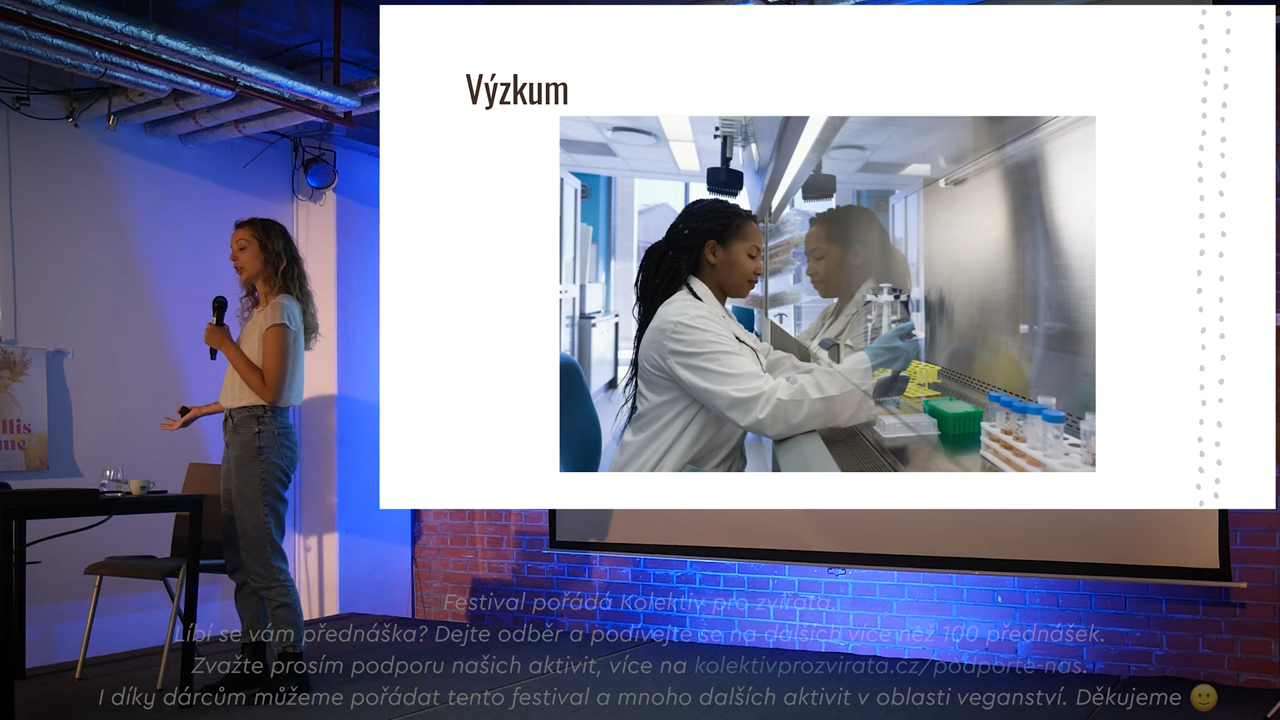 Výzkum
llis
me
Festival pořádá Kolektiv pro zvířata.
Líbí se vám přednáška? Dejte odběr a podívejte se na dalších více než 100 přednášek.
Zvažte prosím podporu našich aktivit, více na kolektivprozvirata.cz/podporte-nas.
I díky dárcům můžeme pořádat tento festival a mnoho dalších aktivit v oblasti veganství. Děkujeme 🙂